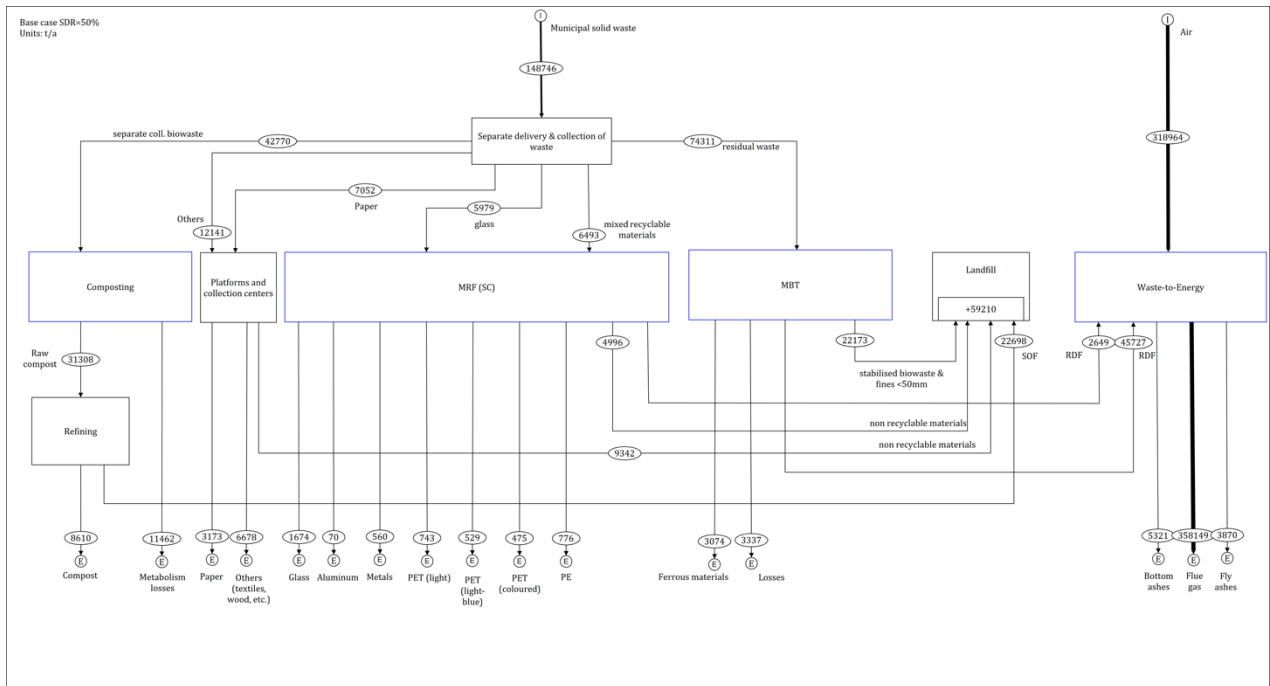 Base case SDR=50%
Units: t/a
I
Municipal solid waste
148746
I
Air
318964
Separate delivery & collection of
waste
separate coll. biowaste
42770
74311
residual waste
7052
Paper
5979
glass
Others
12141
6493
mixed recyclable
materials
Composting
Platforms and
collection centers
MRF (SC)
MBT
Landfill
+59210
Waste-to-Energy
Raw
compost
31308
4996
22173
stabilised biowaste &
fines <50mm
22698
SOF
RDF
2649
45727
RDF
Refining
non recyclable materials
non recyclable materials
9342
8610
E
Compost
11462
E
Metabolism
losses
3173
E
Paper
6678
E
Others
(textiles,
wood, etc.)
1674
E
Glass
70
E
Aluminum
560
E
Metals
743
E
PET (light)
529
E
PET
(light-
blue)
475
E
PET
(coloured)
776
E
PE
3074
E
Ferrous materials
3337
E
Losses
5321
E
Bottom
ashes
358149
E
Flue
gas
3870
E
Fly
ashes